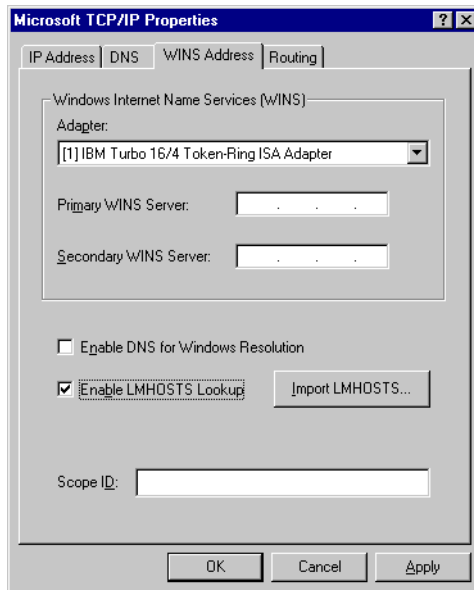 Microsoft TCP/IP Properties
IP Address DNS WINS Address Routing
Windows Internet Name Services (WINS)
Adapter:
[1] IBM Turbo 16/4 Token-Ring ISA Adapter
Primary WINS Server: . . .
Secondary WINS Server: . . .
Enable DNS for Windows Resolution
Enable LMHOSTS Lookup Import LMHOSTS...
Scope ID:
OK Cancel Apply